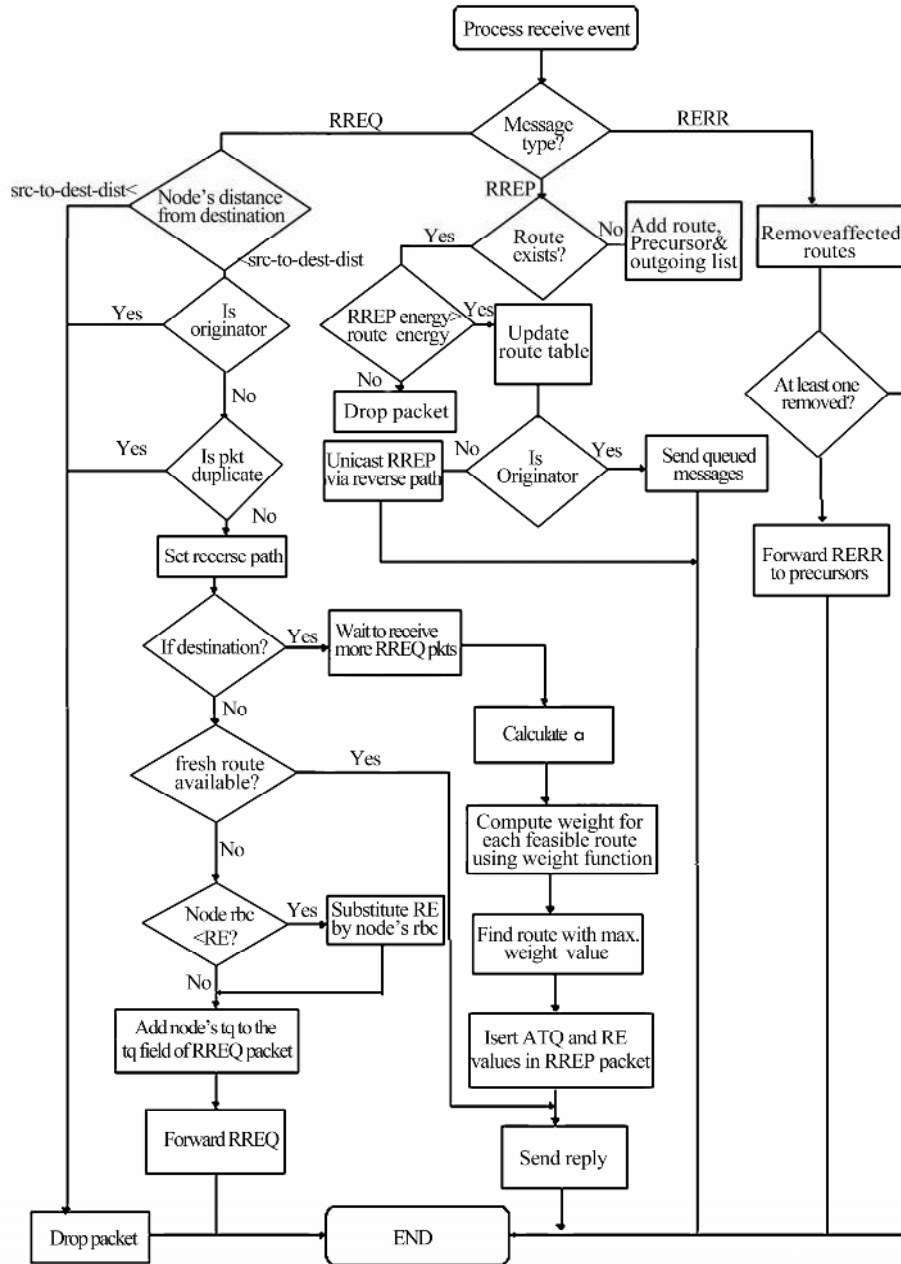 Process receive event
Message
type?
RREQ
RERR
RREP
src-to-dest-dist<
Node's distance
from destination
<src-to-dest-dist
Yes
Route
exists?
No
Add route,
Precursor&
outgoing list
Removeaffected
routes
Yes
Is
originator
No
RREP energy>
route energy
Yes
Update
route table
No
Drop packet
At least one
removed?
Yes
Is pkt
duplicate
No
Unicast RREP
via reverse path
No
Is
Originator
Yes
Send queued
messages
Set recerse path
Forward RERR
to precursors
If destination?
Yes
Wait to receive
more RREQ pkts
No
Calculate α
fresh route
available?
Yes
No
Compute weight for
each feasible route
using weight function
Node rbc
<RE?
Yes
Substitute RE
by node's rbc
No
Find route with max.
weight value
Add node's tq to the
tq field of RREQ packet
Isert ATQ and RE
values in RREP packet
Forward RREQ
Send reply
Drop packet
END